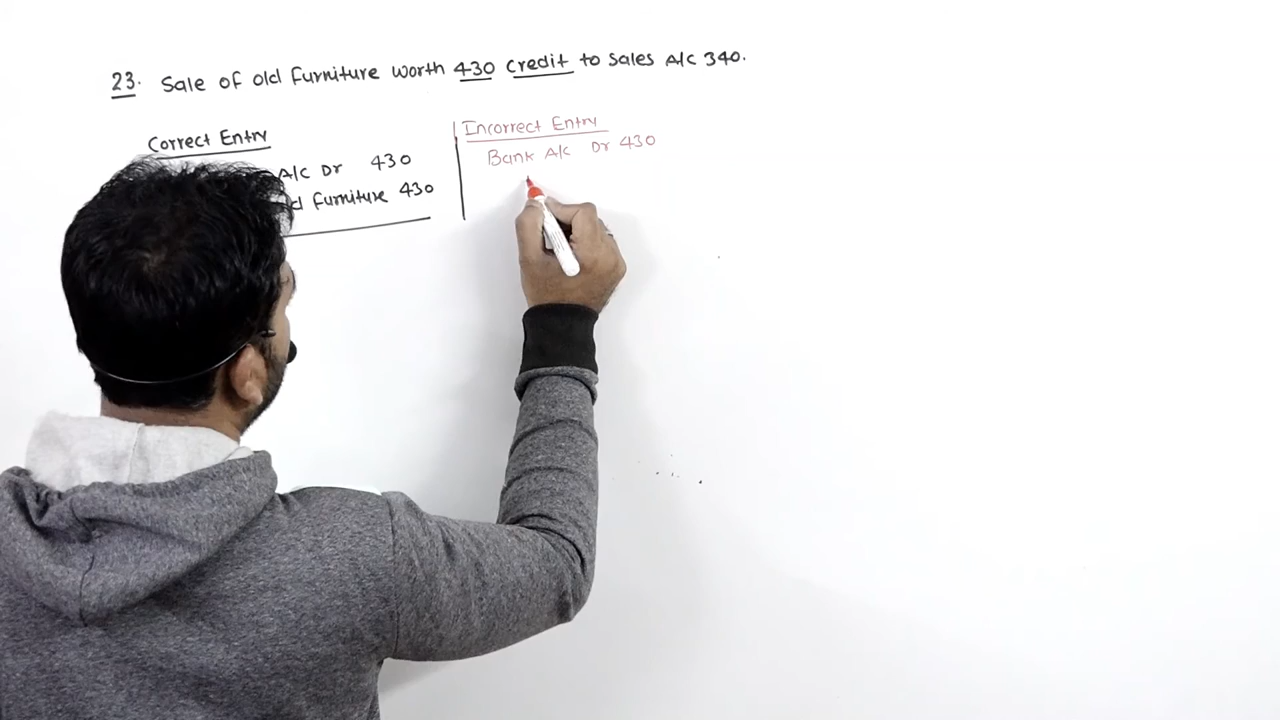 23. Sale of old Furniture worth 430 credit to Sales A/c 340.
Correct Entry
A/c Dr 430
Furniture 430
Incorrect Entry
Bank A/c Dr 430